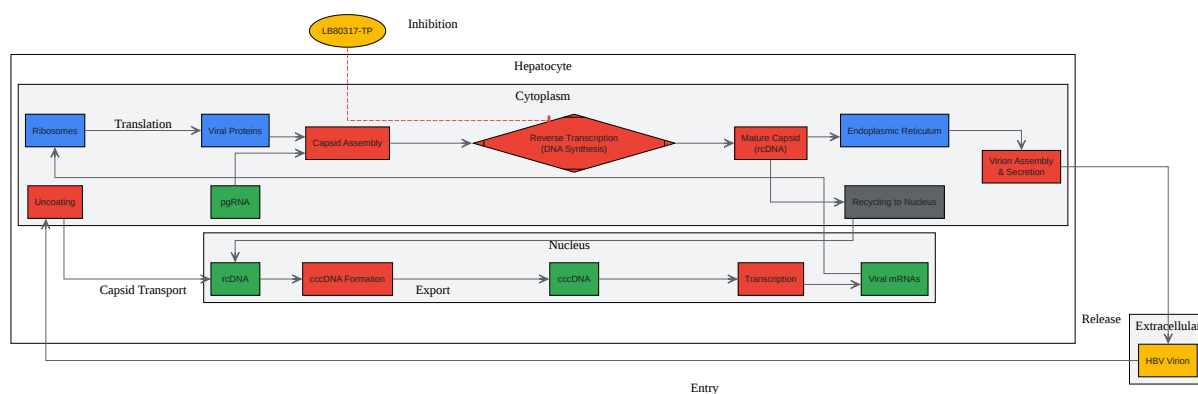 LB80317-TP
Inhibition
Hepatocyte
Cytoplasm
Ribosomes
Translation
Viral Proteins
Capsid Assembly
Reverse Transcription
(DNA Synthesis)
Mature Capsid
(rcDNA)
Endoplasmic Reticulum
Virion Assembly
& Secretion
Uncoating
pgRNA
Recycling to Nucleus
Nucleus
rcDNA
cccDNA Formation
cccDNA
Transcription
Viral mRNAs
Capsid Transport
Export
Release
Extracellular
HBV Virion
Entry